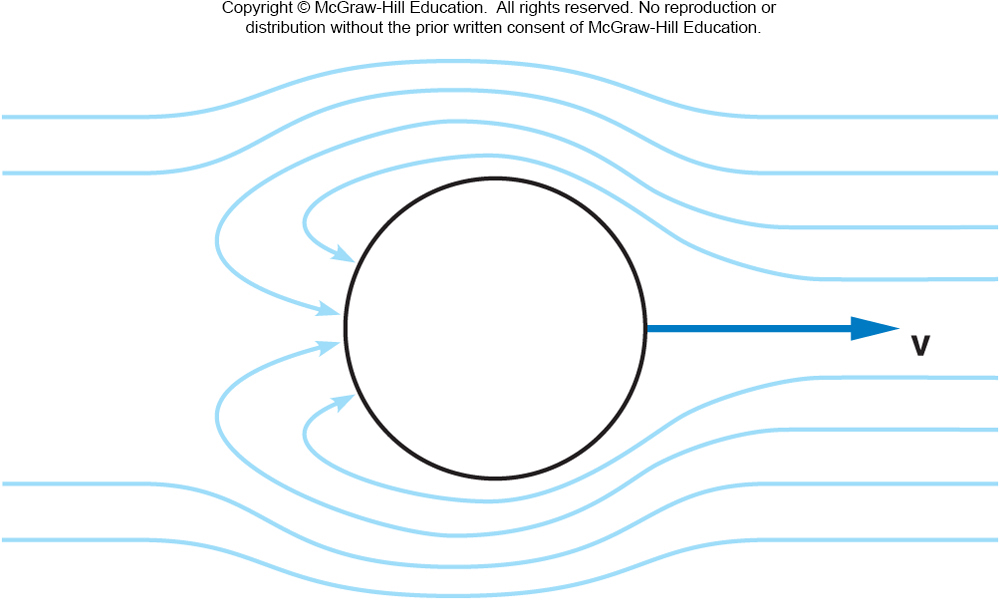 Copyright © McGraw-Hill Education.  All rights reserved. No reproduction or
distribution without the prior written consent of McGraw-Hill Education.
v